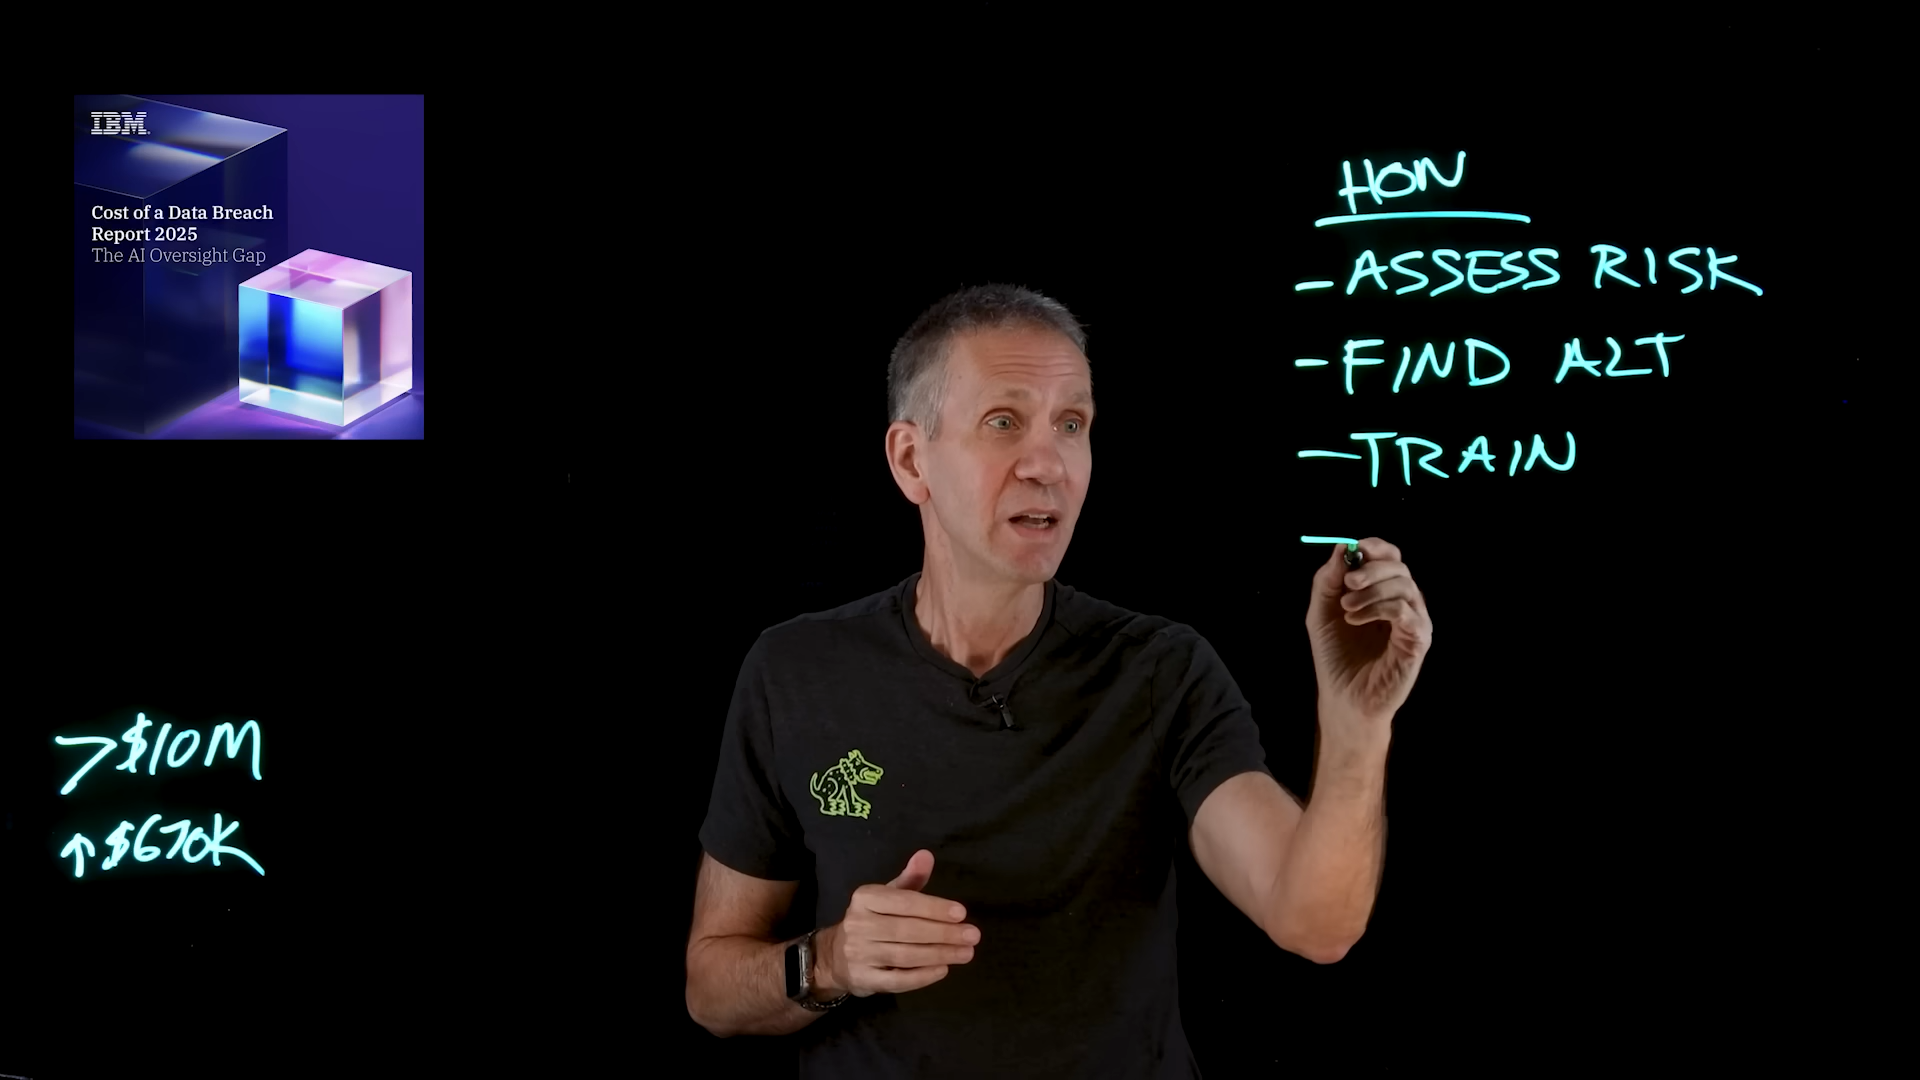 IBM
Cost of a Data Breach
Report 2025
The AI Oversight Gap
>$10M
↑$670K
HOW
- ASSESS RISK
- FIND ALT
- TRAIN
-